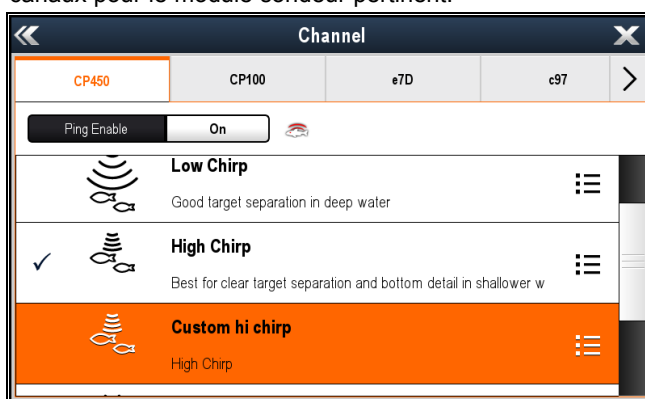 canaux pour le module sondeur pertinent.
Channel
CP450 CP100 e7D c97
Ping Enable On
Low Chirp
Good target separation in deep water
High Chirp
Best for clear target separation and bottom detail in shallower w
Custom hi chirp
High Chirp